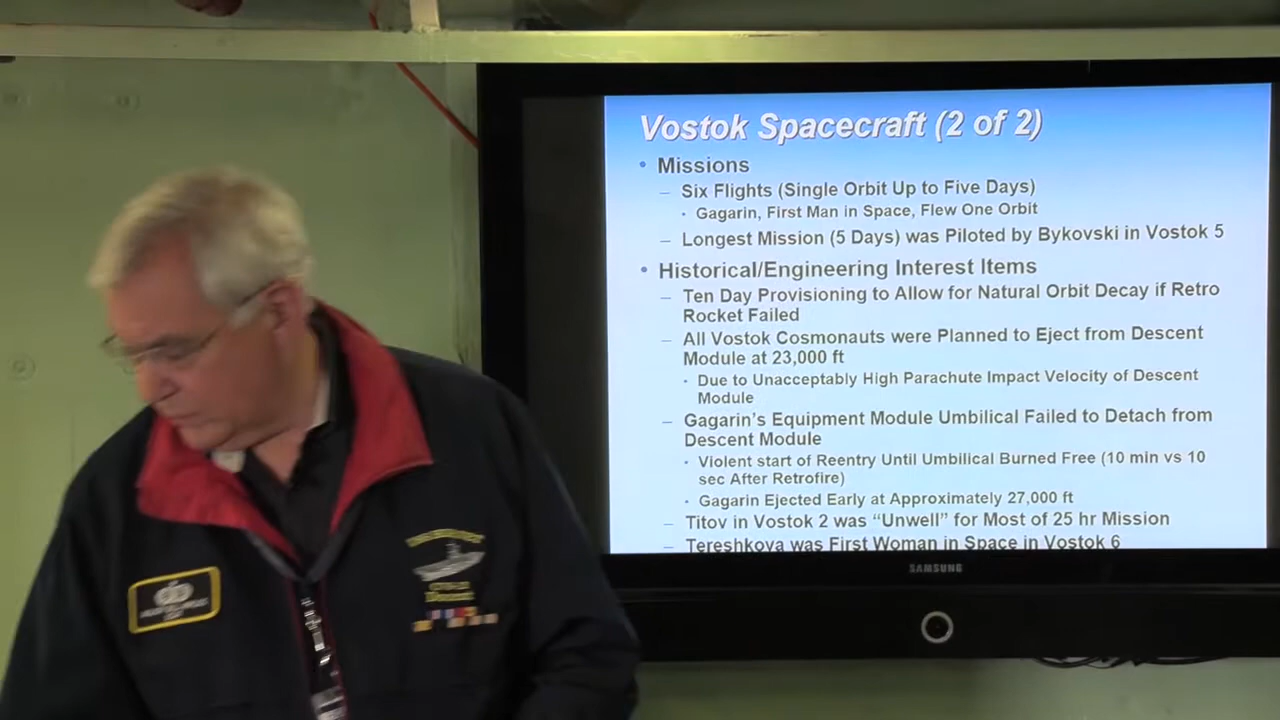 Vostok Spacecraft (2 of 2)
• Missions
– Six Flights (Single Orbit Up to Five Days)
• Gagarin, First Man in Space, Flew One Orbit
– Longest Mission (5 Days) was Piloted by Bykovski in Vostok 5
• Historical/Engineering Interest Items
– Ten Day Provisioning to Allow for Natural Orbit Decay if Retro
Rocket Failed
– All Vostok Cosmonauts were Planned to Eject from Descent
Module at 23,000 ft
• Due to Unacceptably High Parachute Impact Velocity of Descent
Module
– Gagarin's Equipment Module Umbilical Failed to Detach from
Descent Module
• Violent start of Reentry Until Umbilical Burned Free (10 min vs 10
sec After Retrofire)
• Gagarin Ejected Early at Approximately 27,000 ft
– Titov in Vostok 2 was “Unwell” for Most of 25 hr Mission
– Tereshkova was First Woman in Space in Vostok 6
SAMSUNG